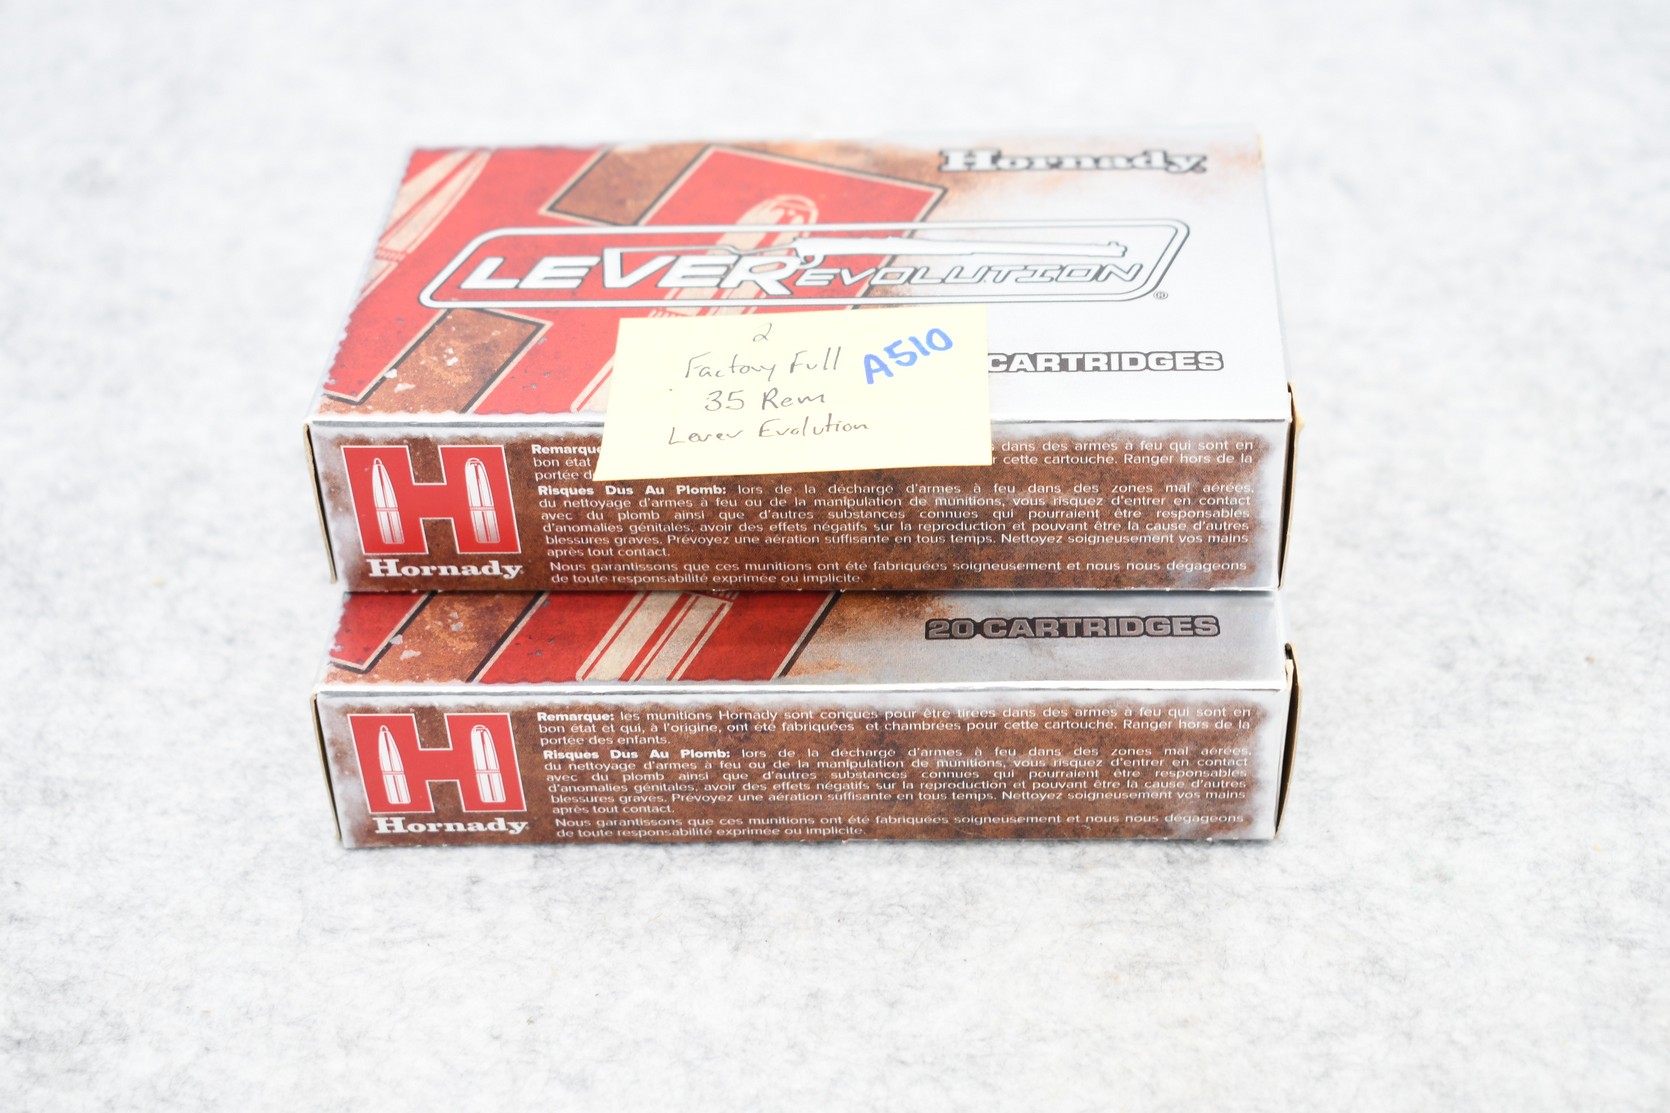 Hornady
LEVEREVOLUTION®
2
Factory Full
A510
35 Rem
Lever Evolution
CARTRIDGES
Remarque
dans des armes à feu qui sont en
bon état
cette cartouche. Ranger hors de la
portée d
Risques Dus Au Plomb: lors de la décharge d'armes à feu dans des zones mal aérées,
du nettoyage d'armes à feu ou de la manipulation de munitions, vous risquez d'entrer en contact
avec du plomb ainsi que d'autres substances connues qui pourraient être responsables
d'anomalies génitales, avoir des effets négatifs sur la reproduction et pouvant être la cause d'autres
blessures graves. Prévoyez une aération suffisante en tous temps. Nettoyez soigneusement vos mains
après tout contact.
Nous garantissons que ces munitions ont été fabriquées soigneusement et nous nous dégageons
de toute responsabilité exprimée ou implicite.
H
Hornady
20 CARTRIDGES
Remarque: les munitions Hornady sont conçues pour être tirées dans des armes à feu qui sont en
bon état et qui, à l'origine, ont été fabriquées et chambrées pour cette cartouche. Ranger hors de la
portée des enfants.
Risques Dus Au Plomb: lors de la décharge d'armes à feu dans des zones mal aérées,
du nettoyage d'armes à feu ou de la manipulation de munitions, vous risquez d'entrer en contact
avec du plomb ainsi que d'autres substances connues qui pourraient être responsables
d'anomalies génitales, avoir des effets négatifs sur la reproduction et pouvant être la cause d'autres
blessures graves. Prévoyez une aération suffisante en tous temps. Nettoyez soigneusement vos mains
après tout contact.
Nous garantissons que ces munitions ont été fabriquées soigneusement et nous nous dégageons
de toute responsabilité exprimée ou implicite.
H
Hornady